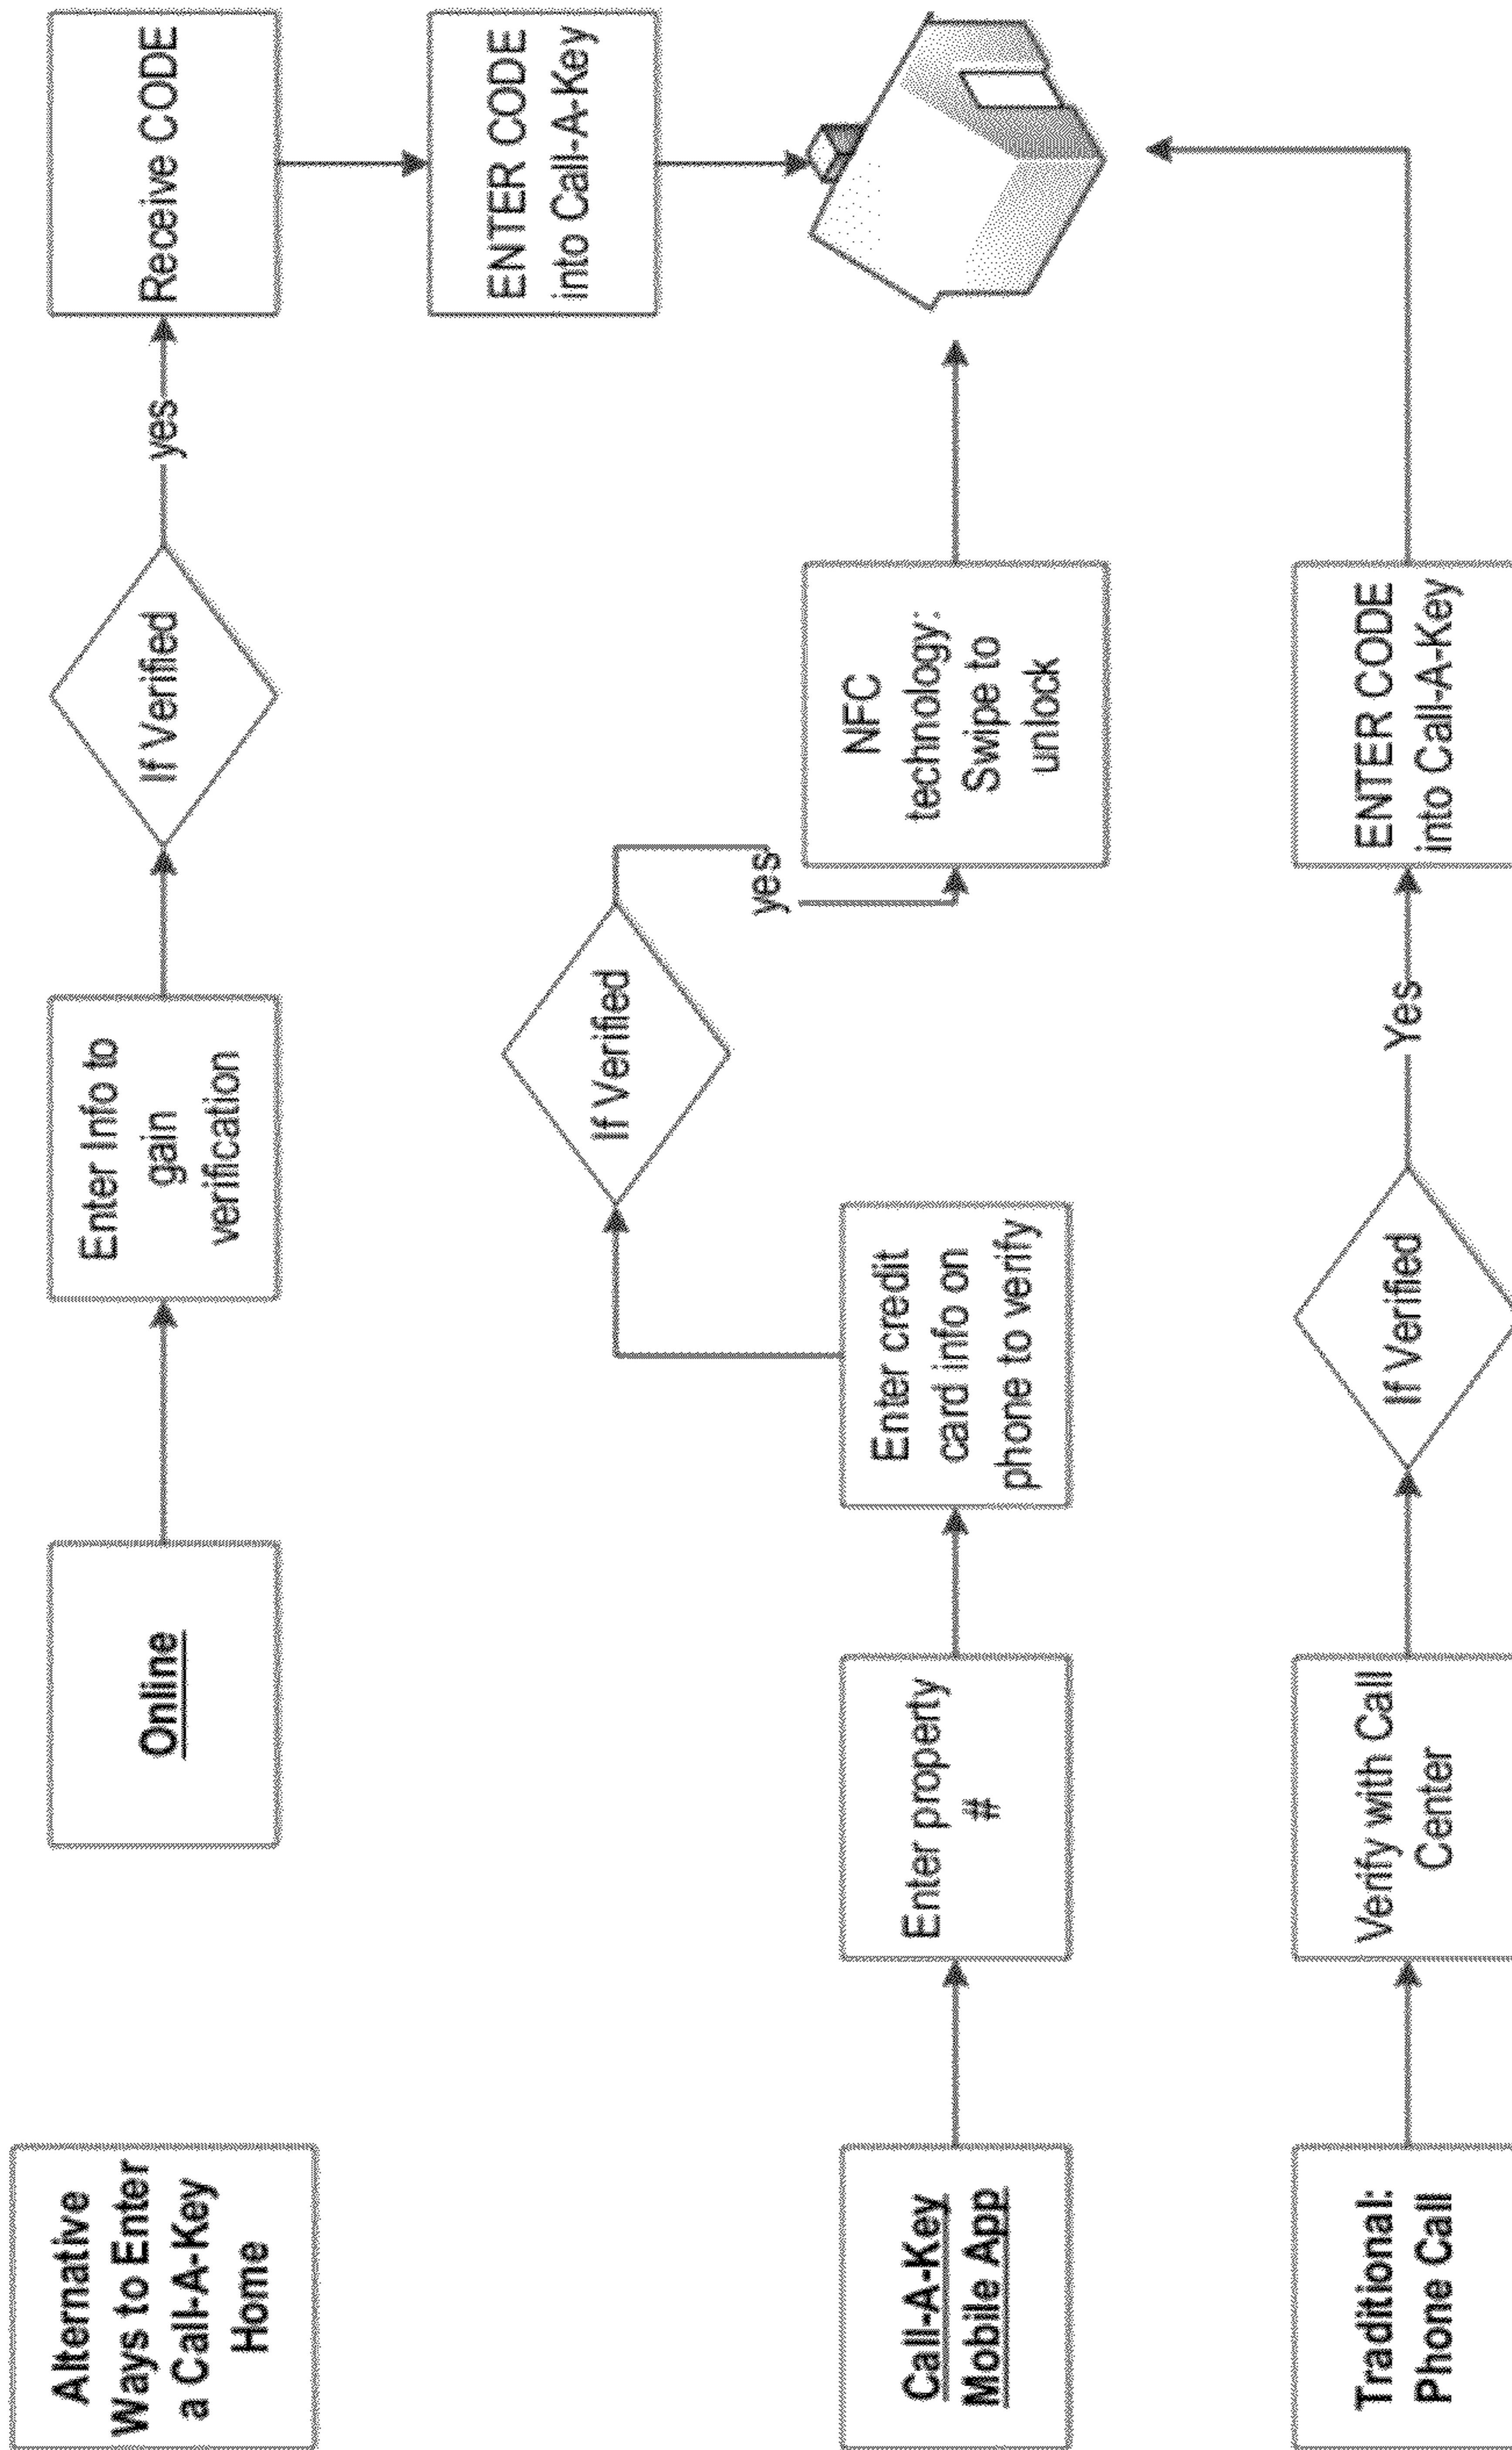 Alternative
Ways to Enter
a Call-A-Key
Home
Online
Enter Info to
gain
verification
If Verified
yes
Receive CODE
ENTER CODE
into Call-A-Key
Call-A-Key
Mobile App
Enter property
#
Enter credit
card info on
phone to verify
If Verified
yes
NFC
technology:
Swipe to
unlock
Traditional:
Phone Call
Verify with Call
Center
If Verified
Yes
ENTER CODE
into Call-A-Key